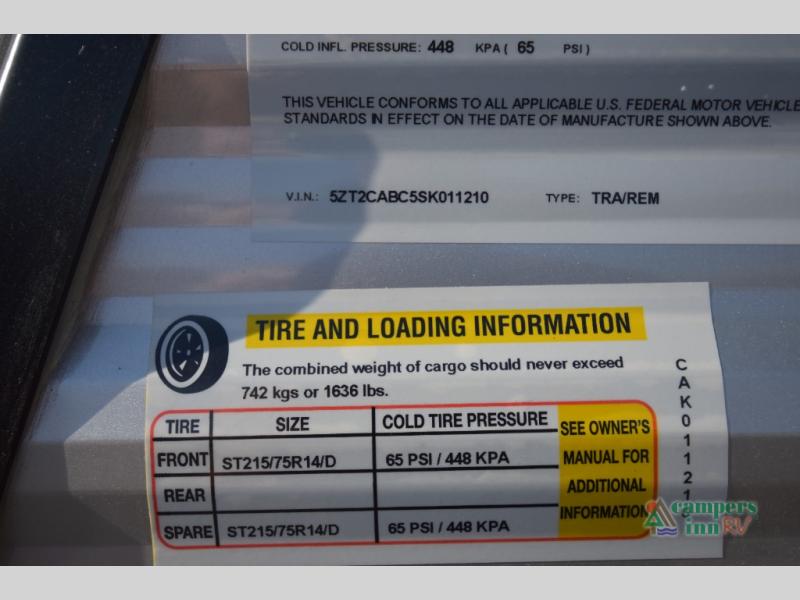 COLD INFL. PRESSURE: 448 KPA ( 65 PSI )
THIS VEHICLE CONFORMS TO ALL APPLICABLE U.S. FEDERAL MOTOR VEHICLE
STANDARDS IN EFFECT ON THE DATE OF MANUFACTURE SHOWN ABOVE.
V.I.N.: 5ZT2CABC5SK011210 TYPE: TRA/REM
TIRE AND LOADING INFORMATION
The combined weight of cargo should never exceed
742 kgs or 1636 lbs.
TIRE SIZE COLD TIRE PRESSURE
FRONT ST215/75R14/D 65 PSI / 448 KPA
REAR
SPARE ST215/75R14/D 65 PSI / 448 KPA
SEE OWNER'S
MANUAL FOR
ADDITIONAL
INFORMATION
CAK01121
campers
inn RV